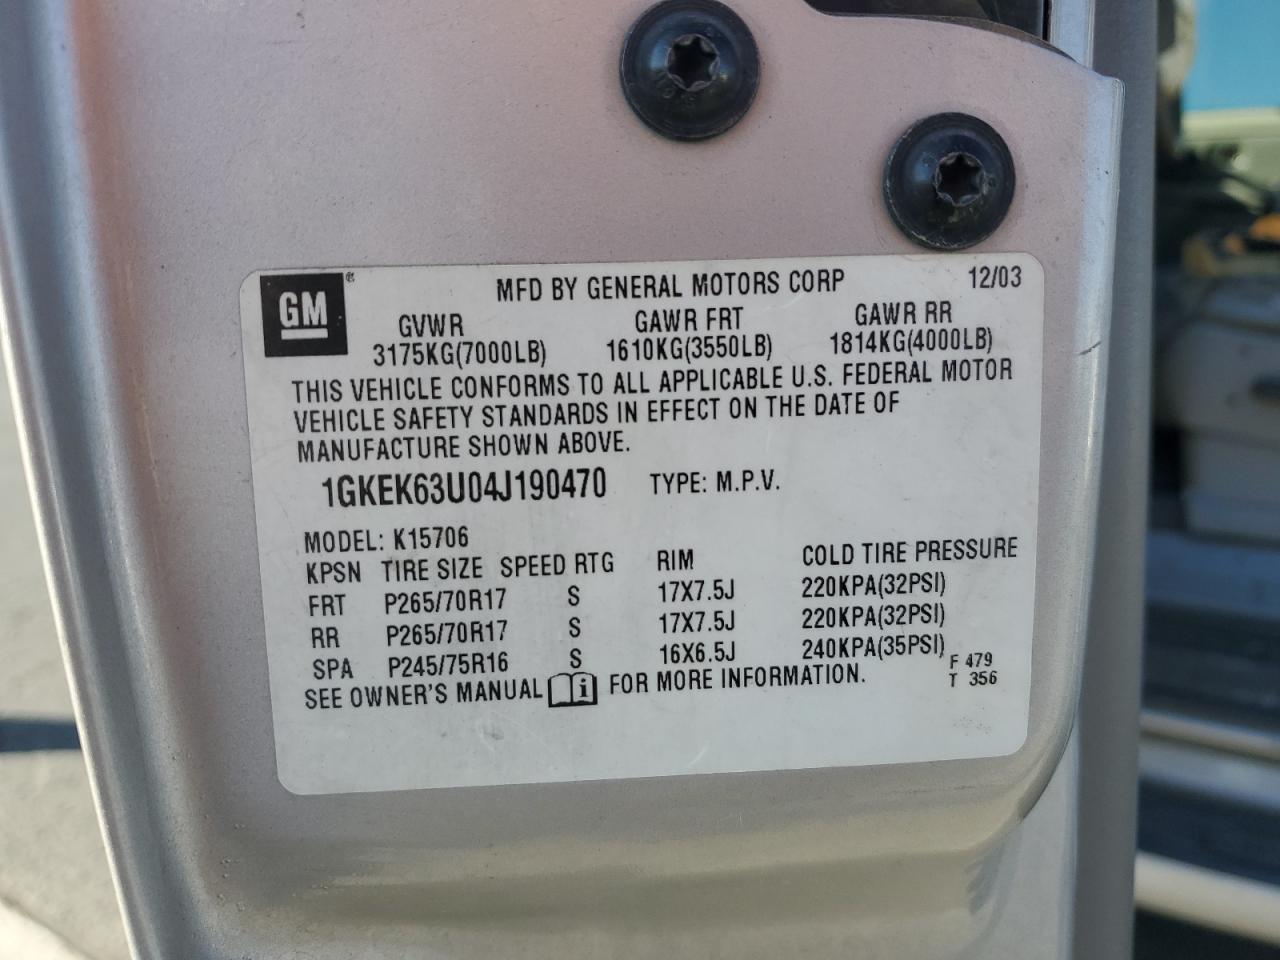 GM ®
MFD BY GENERAL MOTORS CORP 12/03
GVWR GAWR FRT GAWR RR
3175KG(7000LB) 1610KG(3550LB) 1814KG(4000LB)
THIS VEHICLE CONFORMS TO ALL APPLICABLE U.S. FEDERAL MOTOR
VEHICLE SAFETY STANDARDS IN EFFECT ON THE DATE OF
MANUFACTURE SHOWN ABOVE.
1GKEK63U04J190470 TYPE: M.P.V.
MODEL: K15706
KPSN TIRE SIZE SPEED RTG RIM COLD TIRE PRESSURE
FRT P265/70R17 S 17X7.5J 220KPA(32PSI)
RR P265/70R17 S 17X7.5J 220KPA(32PSI)
SPA P245/75R16 S 16X6.5J 240KPA(35PSI)
SEE OWNER'S MANUAL i FOR MORE INFORMATION.
F 479
T 356